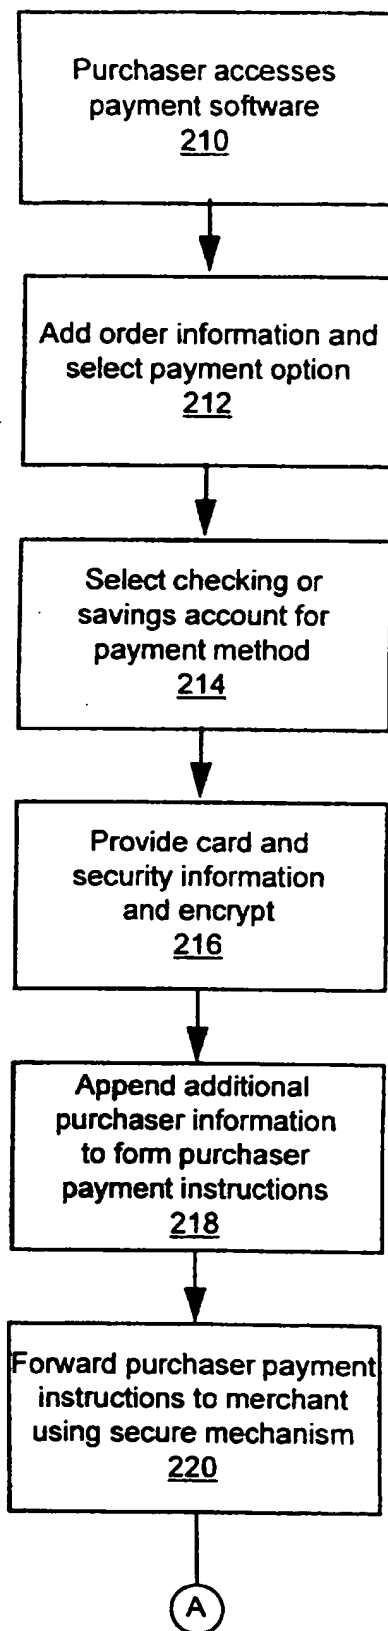 Purchaser accesses
payment software
210
Add order information and
select payment option
212
Select checking or
savings account for
payment method
214
Provide card and
security information
and encrypt
216
Append additional
purchaser information
to form purchaser
payment instructions
218
Forward purchaser payment
instructions to merchant
using secure mechanism
220
A